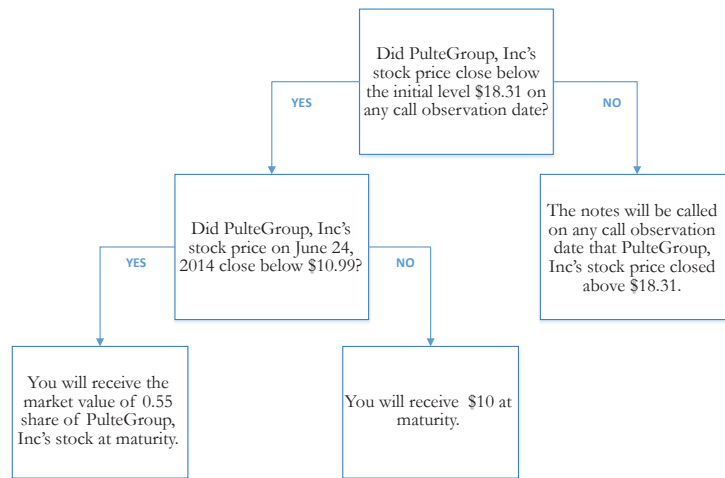 Did PulteGroup, Inc's
stock price close below
the initial level $18.31 on
any call observation date?
YES
NO
Did PulteGroup, Inc's
stock price on June 24,
2014 close below $10.99?
The notes will be called
on any call observation
date that PulteGroup,
Inc's stock price closed
above $18.31.
YES
NO
You will receive the
market value of 0.55
share of PulteGroup,
Inc's stock at maturity.
You will receive $10 at
maturity.